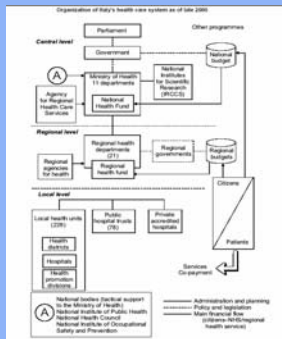 Organization of Italy's health care system as of late 2000
Other programmes
Central level
Parliament
Government
National
budget
A
Ministry of Health
11 departments
National
Institutes
for Scientific
Research
(IRCCS)
Agency
for Regional
Health Care
Services
National
Health Fund
Regional level
Regional health
departments
(21)
Regional
governments
Regional
budgets
Regional
agencies
for health
Regional
health fund
Local level
Citizens
Patients
Local health units
(228)
Public
hospital trusts
(78)
Private
accredited
hospitals
Health
districts
Hospitals
Health
promotion
divisions
Services
Co-payment
A
National bodies (tactical support
to the Ministry of Health)
National Institute of Public Health
National Health Council
National Institute of Occupational
Safety and Prevention
Administration and planning
Policy and legislation
Main financial flow
(citizens–NHS/regional
health service)